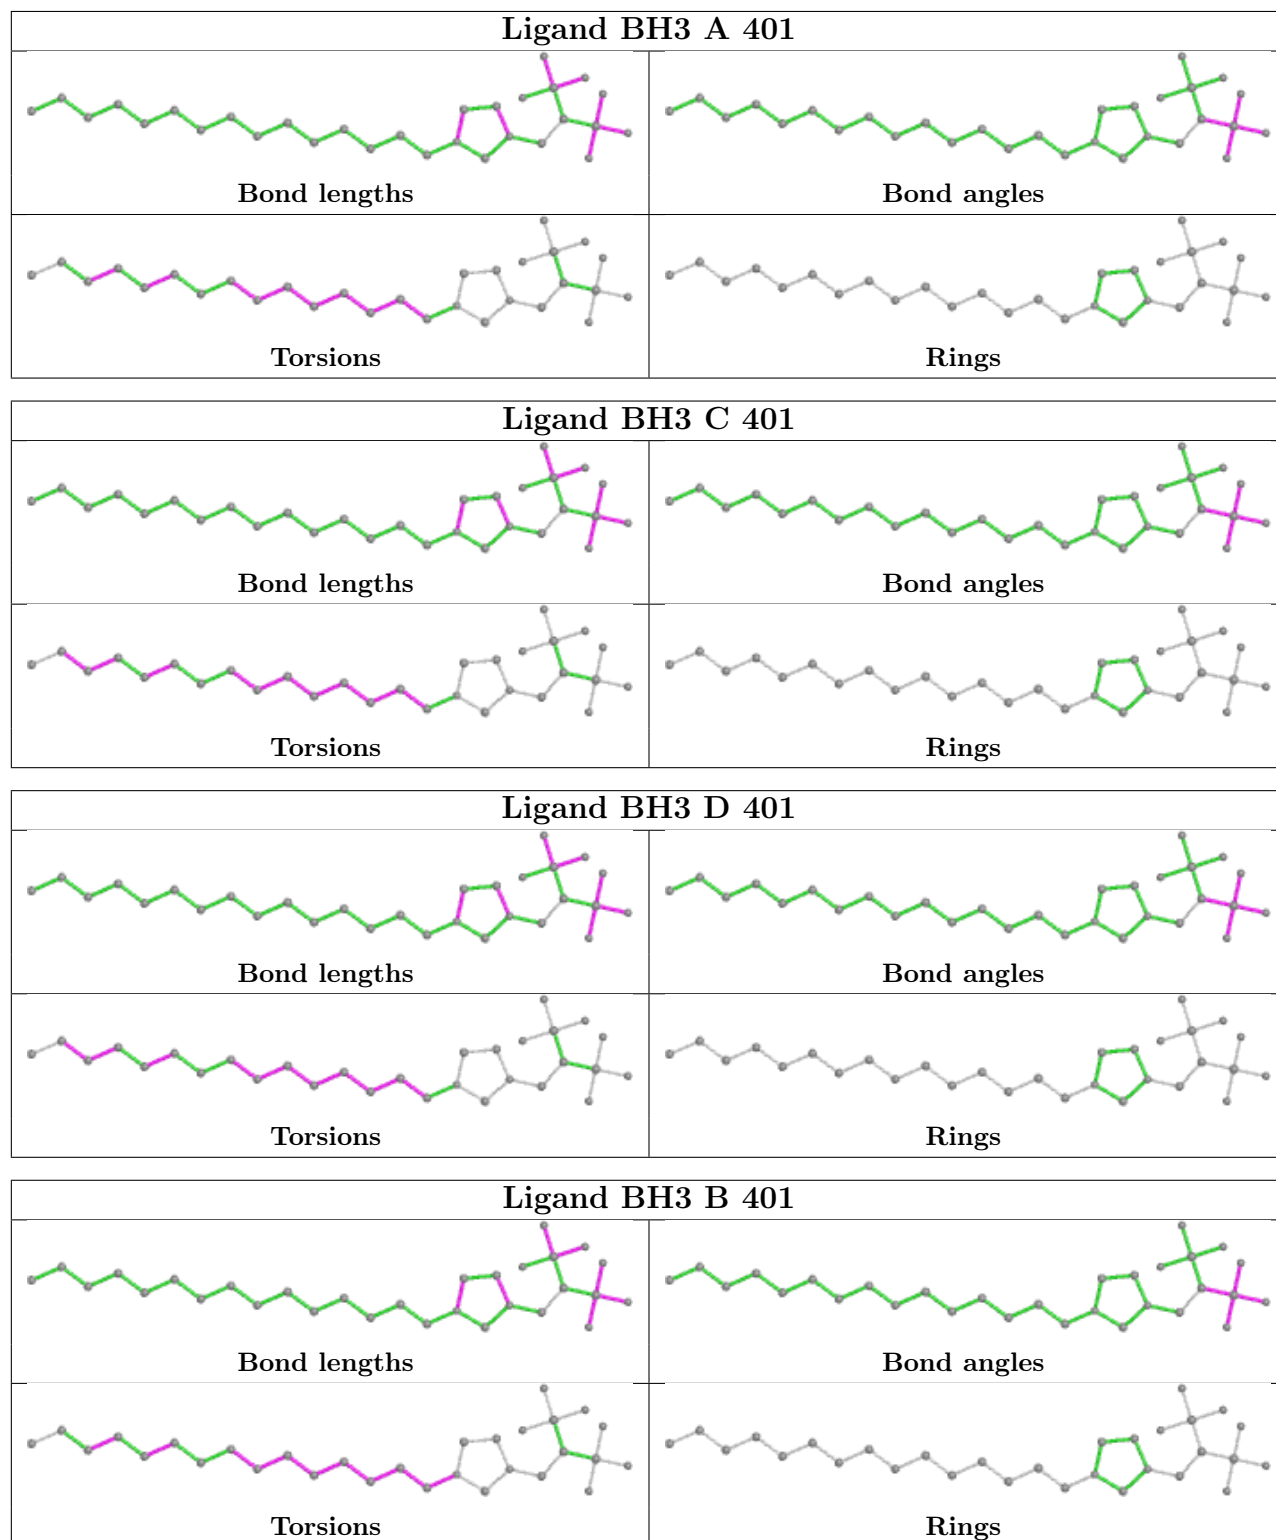 Ligand BH3 A 401
Bond lengths
Bond angles
Torsions
Rings
Ligand BH3 C 401
Bond lengths
Bond angles
Torsions
Rings
Ligand BH3 D 401
Bond lengths
Bond angles
Torsions
Rings
Ligand BH3 B 401
Bond lengths
Bond angles
Torsions
Rings